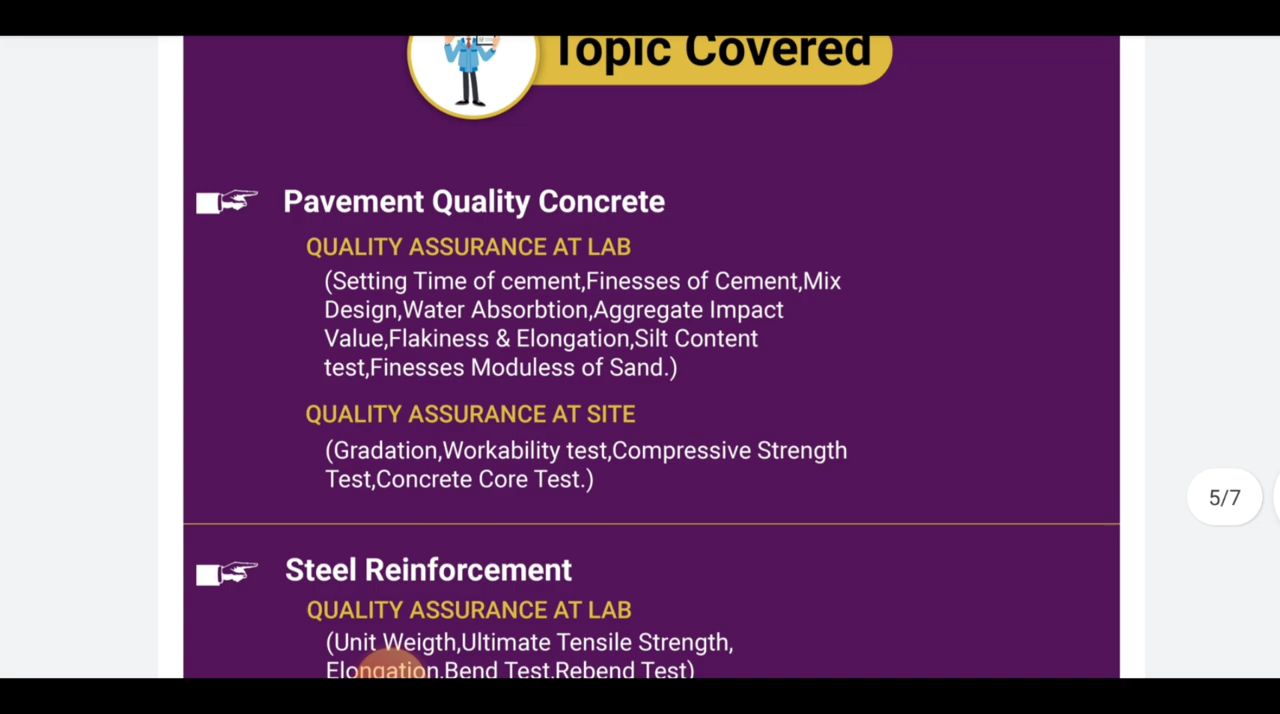 Topic Covered
Pavement Quality Concrete
QUALITY ASSURANCE AT LAB
(Setting Time of cement,Finesses of Cement,Mix
Design,Water Absorbtion,Aggregate Impact
Value,Flakiness & Elongation,Silt Content
test,Finesses Moduless of Sand.)
QUALITY ASSURANCE AT SITE
(Gradation,Workability test,Compressive Strength
Test,Concrete Core Test.)
5/7
Steel Reinforcement
QUALITY ASSURANCE AT LAB
(Unit Weigth,Ultimate Tensile Strength,
Elongation,Bend Test,Rebend Test)